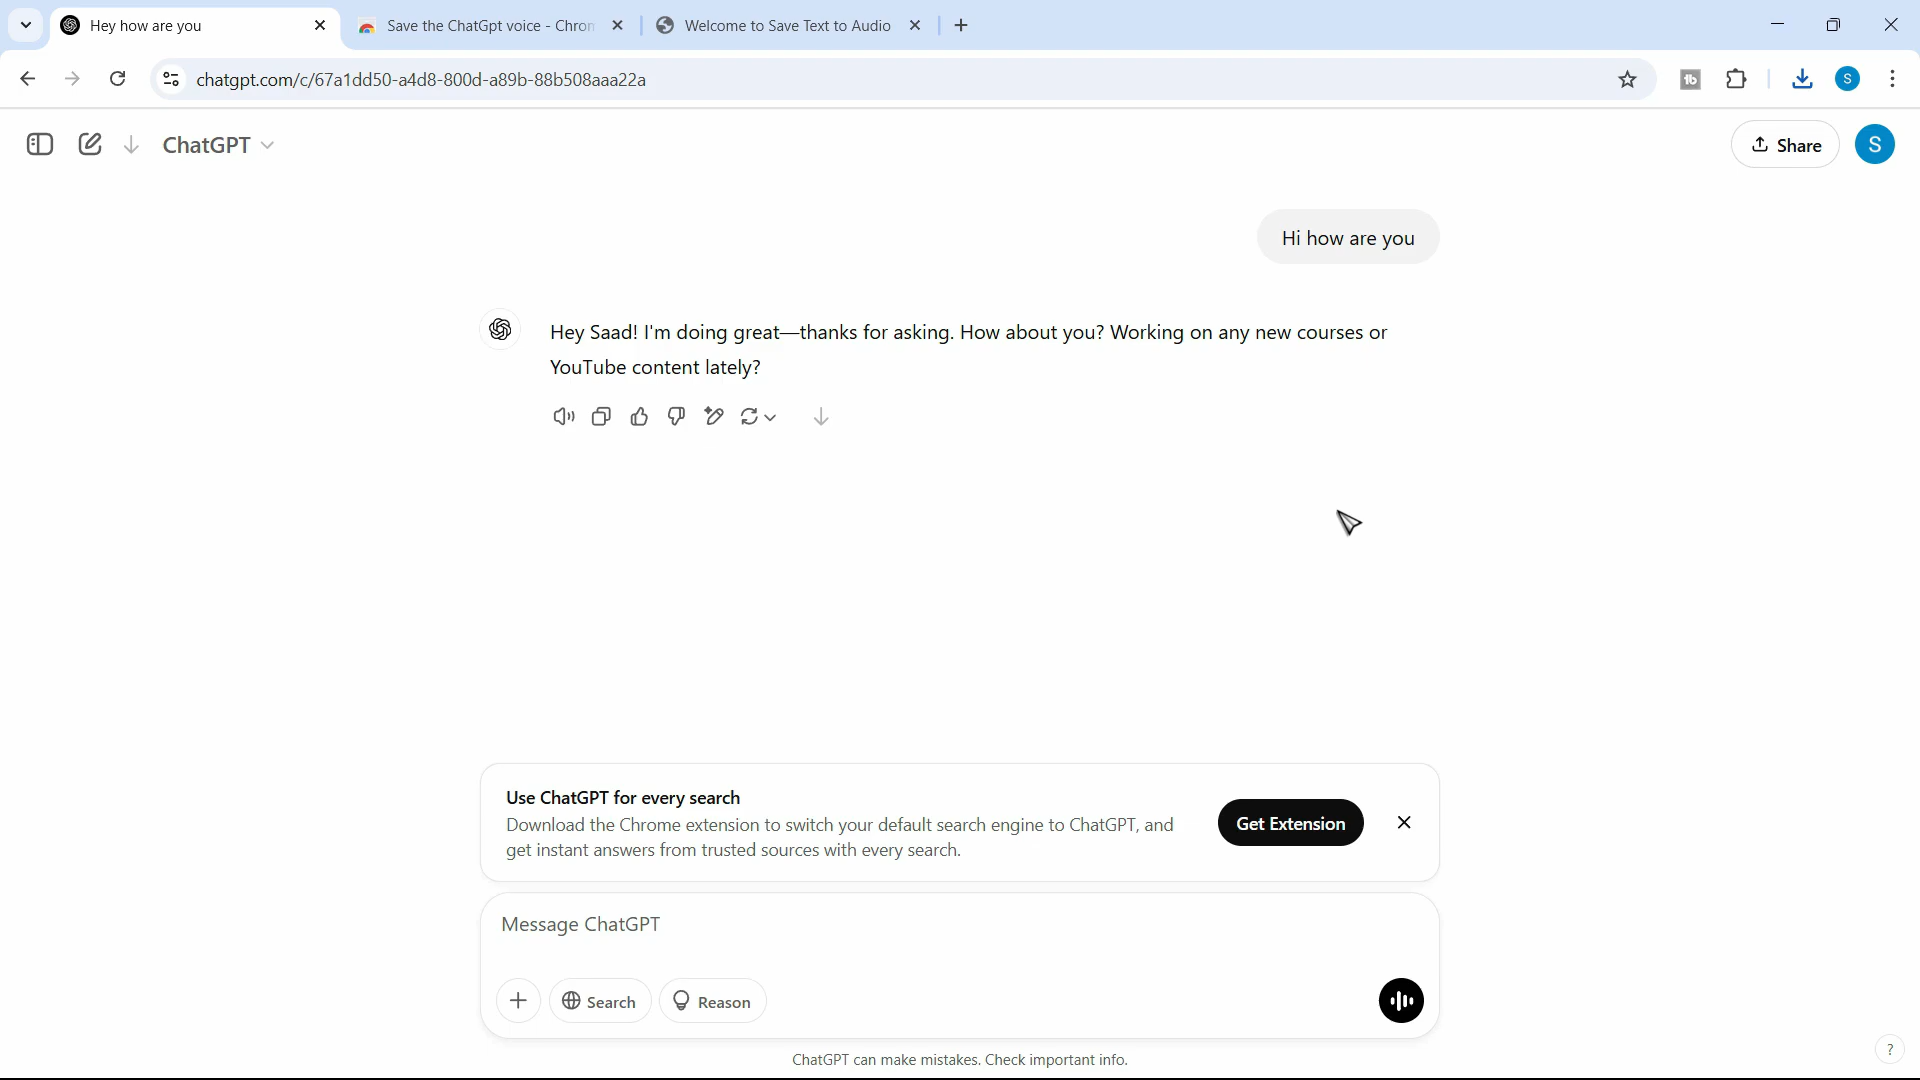 Hey how are you
Save the ChatGpt voice - Chron
Welcome to Save Text to Audio
chatgpt.com/c/67a1dd50-a4d8-800d-a89b-88b508aaa22a
tb
S
ChatGPT
Share
S
Hi how are you
Hey Saad! I'm doing great—thanks for asking. How about you? Working on any new courses or
YouTube content lately?
Use ChatGPT for every search
Download the Chrome extension to switch your default search engine to ChatGPT, and
get instant answers from trusted sources with every search.
Get Extension
Message ChatGPT
Search
Reason
ChatGPT can make mistakes. Check important info.
?